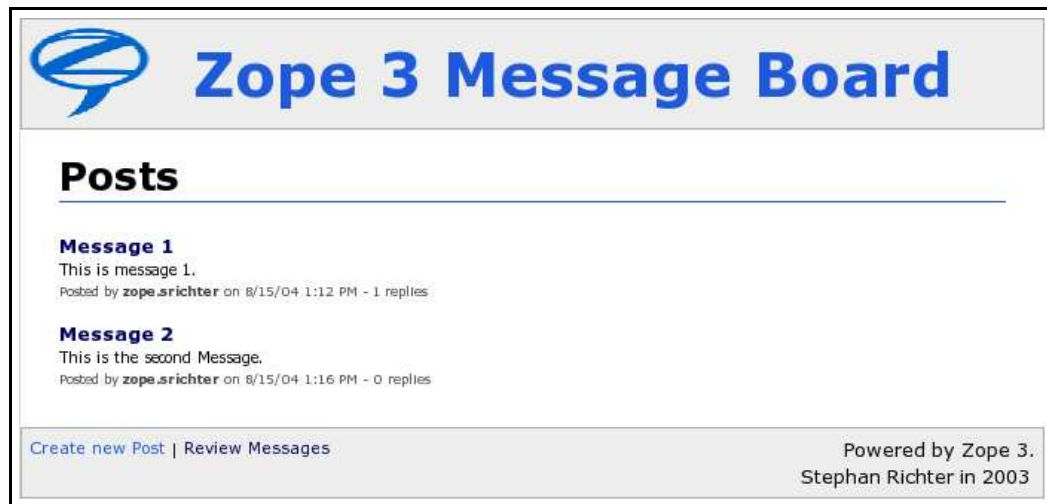 Zope 3 Message Board
Posts
Message 1
This is message 1.
Posted by zope.srichter on 8/15/04 1:12 PM - 1 replies
Message 2
This is the second Message.
Posted by zope.srichter on 8/15/04 1:16 PM - 0 replies
Create new Post | Review Messages
Powered by Zope 3.
Stephan Richter in 2003